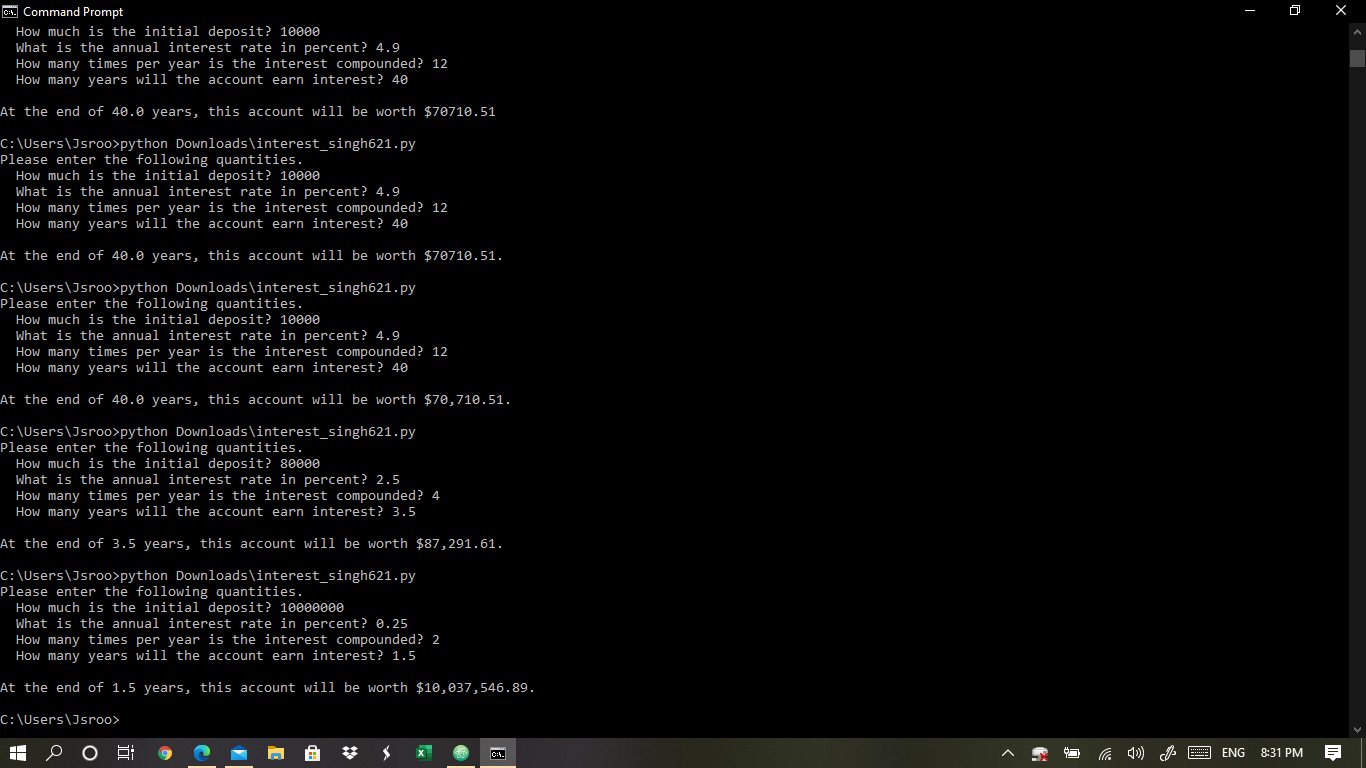 Command Prompt
How much is the initial deposit? 10000
What is the annual interest rate in percent? 4.9
How many times per year is the interest compounded? 12
How many years will the account earn interest? 40
At the end of 40.0 years, this account will be worth $70710.51
C:\Users\Jsroo>python Downloads\interest_singh621.py
Please enter the following quantities.
How much is the initial deposit? 10000
What is the annual interest rate in percent? 4.9
How many times per year is the interest compounded? 12
How many years will the account earn interest? 40
At the end of 40.0 years, this account will be worth $70710.51.
C:\Users\Jsroo>python Downloads\interest_singh621.py
Please enter the following quantities.
How much is the initial deposit? 10000
What is the annual interest rate in percent? 4.9
How many times per year is the interest compounded? 12
How many years will the account earn interest? 40
At the end of 40.0 years, this account will be worth $70,710.51.
C:\Users\Jsroo>python Downloads\interest_singh621.py
Please enter the following quantities.
How much is the initial deposit? 80000
What is the annual interest rate in percent? 2.5
How many times per year is the interest compounded? 4
How many years will the account earn interest? 3.5
At the end of 3.5 years, this account will be worth $87,291.61.
C:\Users\Jsroo>python Downloads\interest_singh621.py
Please enter the following quantities.
How much is the initial deposit? 10000000
What is the annual interest rate in percent? 0.25
How many times per year is the interest compounded? 2
How many years will the account earn interest? 1.5
At the end of 1.5 years, this account will be worth $10,037,546.89.
C:\Users\Jsroo>
ENG 8:31 PM